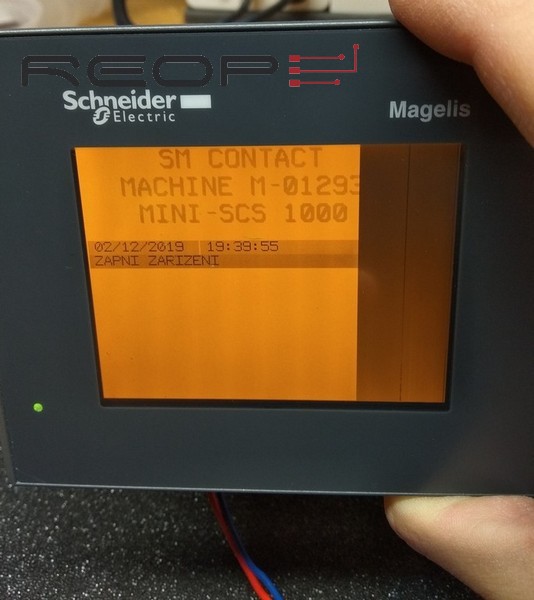 REOP
Schneider
Electric
Magelis
SM CONTACT
MACHINE M-01293
MINI-SCS 1000
02/12/2019 19:39:55
ZAPNI ZARIZENI